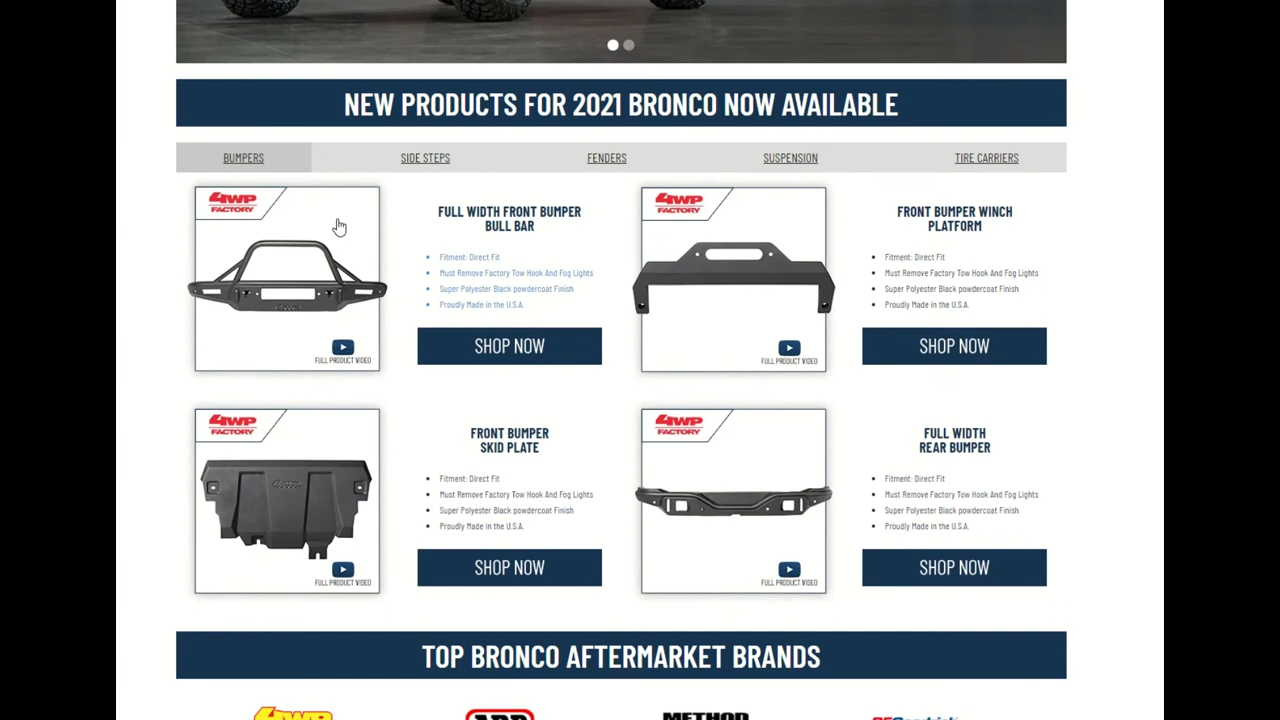 NEW PRODUCTS FOR 2021 BRONCO NOW AVAILABLE
BUMPERS
SIDE STEPS
FENDERS
SUSPENSION
TIRE CARRIERS
4WP
FACTORY
FULL PRODUCT VIDEO
FULL WIDTH FRONT BUMPER
BULL BAR
Fitment: Direct Fit
Must Remove Factory Tow Hook And Fog Lights
Super Polyester Black powdercoat Finish
Proudly Made in the U.S.A.
SHOP NOW
4WP
FACTORY
FULL PRODUCT VIDEO
FRONT BUMPER WINCH
PLATFORM
Fitment: Direct Fit
Must Remove Factory Tow Hook And Fog Lights
Super Polyester Black powdercoat Finish
Proudly Made in the U.S.A.
SHOP NOW
4WP
FACTORY
FULL PRODUCT VIDEO
FRONT BUMPER
SKID PLATE
Fitment: Direct Fit
Must Remove Factory Tow Hook And Fog Lights
Super Polyester Black powdercoat Finish
Proudly Made in the U.S.A.
SHOP NOW
4WP
FACTORY
FULL PRODUCT VIDEO
FULL WIDTH
REAR BUMPER
Fitment: Direct Fit
Must Remove Factory Tow Hook And Fog Lights
Super Polyester Black powdercoat Finish
Proudly Made in the U.S.A.
SHOP NOW
TOP BRONCO AFTERMARKET BRANDS
4WP
ARB
METHOD
BFGoodrich